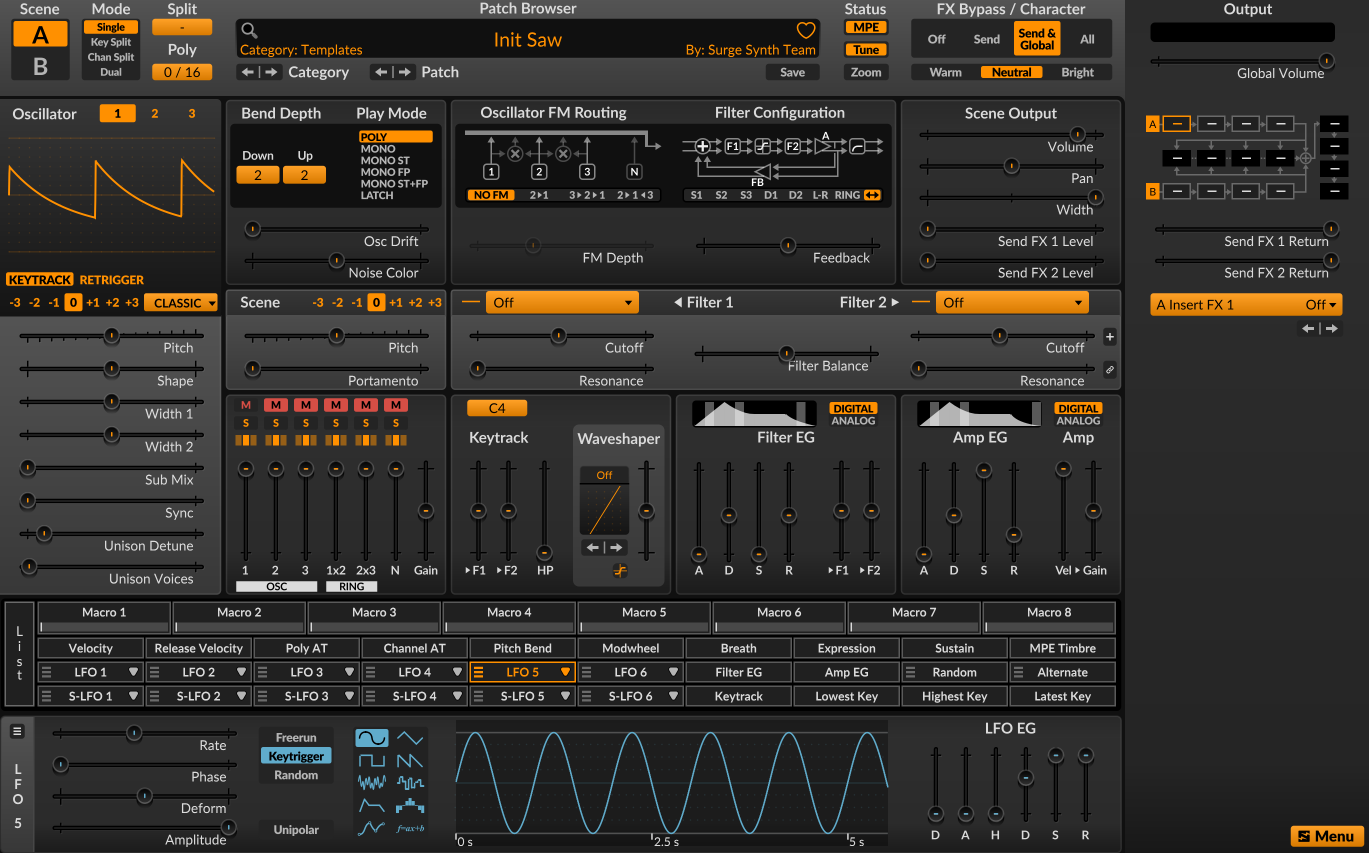 Scene
Mode
Split
Patch Browser
Status
FX Bypass / Character
Output
A
B
Single
Key Split
Chan Split
Dual
-
Poly
0 / 16
Init Saw
Category: Templates
By: Surge Synth Team
Category
Patch
Save
MPE
Tune
Zoom
Off
Send
Send & Global
All
Warm
Neutral
Bright
Global Volume
Oscillator
1
2
3
KEYTRACK RETRIGGER
-3 -2 -1 0 +1 +2 +3
CLASSIC
Bend Depth
Down
Up
2
2
Play Mode
POLY
MONO
MONO ST
MONO FP
MONO ST+FP
LATCH
Osc Drift
Noise Color
Oscillator FM Routing
1
2
3
N
NO FM
2▸1
3▸2▸1
2▸1◂3
FM Depth
Filter Configuration
F1
F2
A
FB
S1 S2 S3 D1 D2 L-R RING
Feedback
Scene Output
Volume
Pan
Width
Send FX 1 Level
Send FX 2 Level
A
B
Send FX 1 Return
Send FX 2 Return
A Insert FX 1
Off
Pitch
Shape
Width 1
Width 2
Sub Mix
Sync
Unison Detune
Unison Voices
Scene
-3 -2 -1 0 +1 +2 +3
Pitch
Portamento
Off
Filter 1
Filter 2
Off
Cutoff
Resonance
Filter Balance
Cutoff
Resonance
+
M M M M M M
S S S S S S
1 2 3 1x2 2x3 N Gain
OSC
RING
C4
Keytrack
▸F1 ▸F2 HP
Waveshaper
Off
Filter EG
DIGITAL
ANALOG
A D S R ▸F1 ▸F2
Amp EG
DIGITAL
ANALOG
Amp
A D S R Vel ▸ Gain
List
Macro 1 Macro 2 Macro 3 Macro 4 Macro 5 Macro 6 Macro 7 Macro 8
Velocity Release Velocity Poly AT Channel AT Pitch Bend Modwheel Breath Expression Sustain MPE Timbre
LFO 1 LFO 2 LFO 3 LFO 4 LFO 5 LFO 6 Filter EG Amp EG Random Alternate
S-LFO 1 S-LFO 2 S-LFO 3 S-LFO 4 S-LFO 5 S-LFO 6 Keytrack Lowest Key Highest Key Latest Key
LFO 5
Rate
Phase
Deform
Amplitude
Freerun
Keytrigger
Random
Unipolar
f=ax+b
0 s
2.5 s
5 s
LFO EG
D A H D S R
Menu